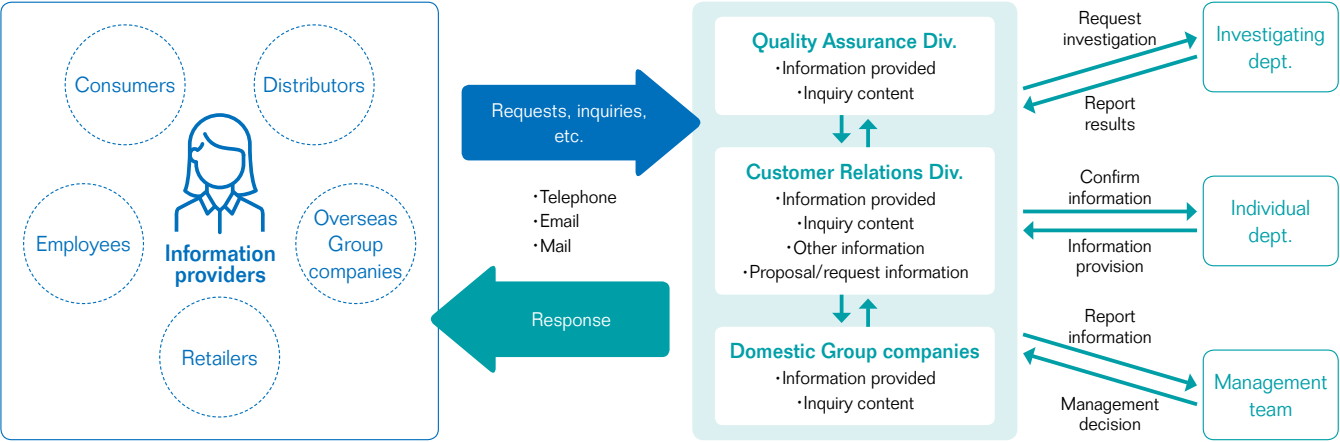 Consumers
Distributors
Employees
Information
providers
Overseas
Group
companies
Retailers
Requests, inquiries,
etc.
・Telephone
・Email
・Mail
Response
Quality Assurance Div.
・Information provided
・Inquiry content
Customer Relations Div.
・Information provided
・Inquiry content
・Other information
・Proposal/request information
Domestic Group companies
・Information provided
・Inquiry content
Request
investigation
Report
results
Investigating
dept.
Confirm
information
Information
provision
Individual
dept.
Report
information
Management
decision
Management
team